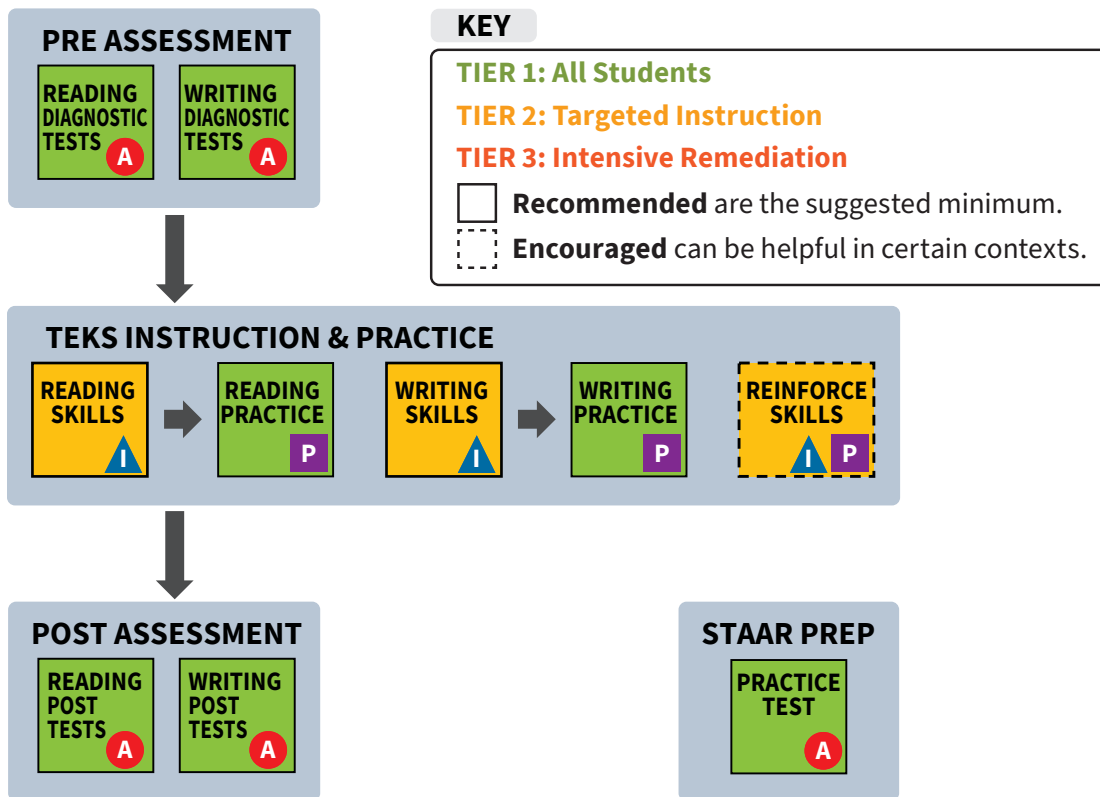 PRE ASSESSMENT
READING
DIAGNOSTIC
TESTS
A
WRITING
DIAGNOSTIC
TESTS
A
KEY
TIER 1: All Students
TIER 2: Targeted Instruction
TIER 3: Intensive Remediation
Recommended are the suggested minimum.
Encouraged can be helpful in certain contexts.
TEKS INSTRUCTION & PRACTICE
READING
SKILLS
I
READING
PRACTICE
P
WRITING
SKILLS
I
WRITING
PRACTICE
P
REINFORCE
SKILLS
I P
POST ASSESSMENT
READING
POST
TESTS
A
WRITING
POST
TESTS
A
STAAR PREP
PRACTICE
TEST
A